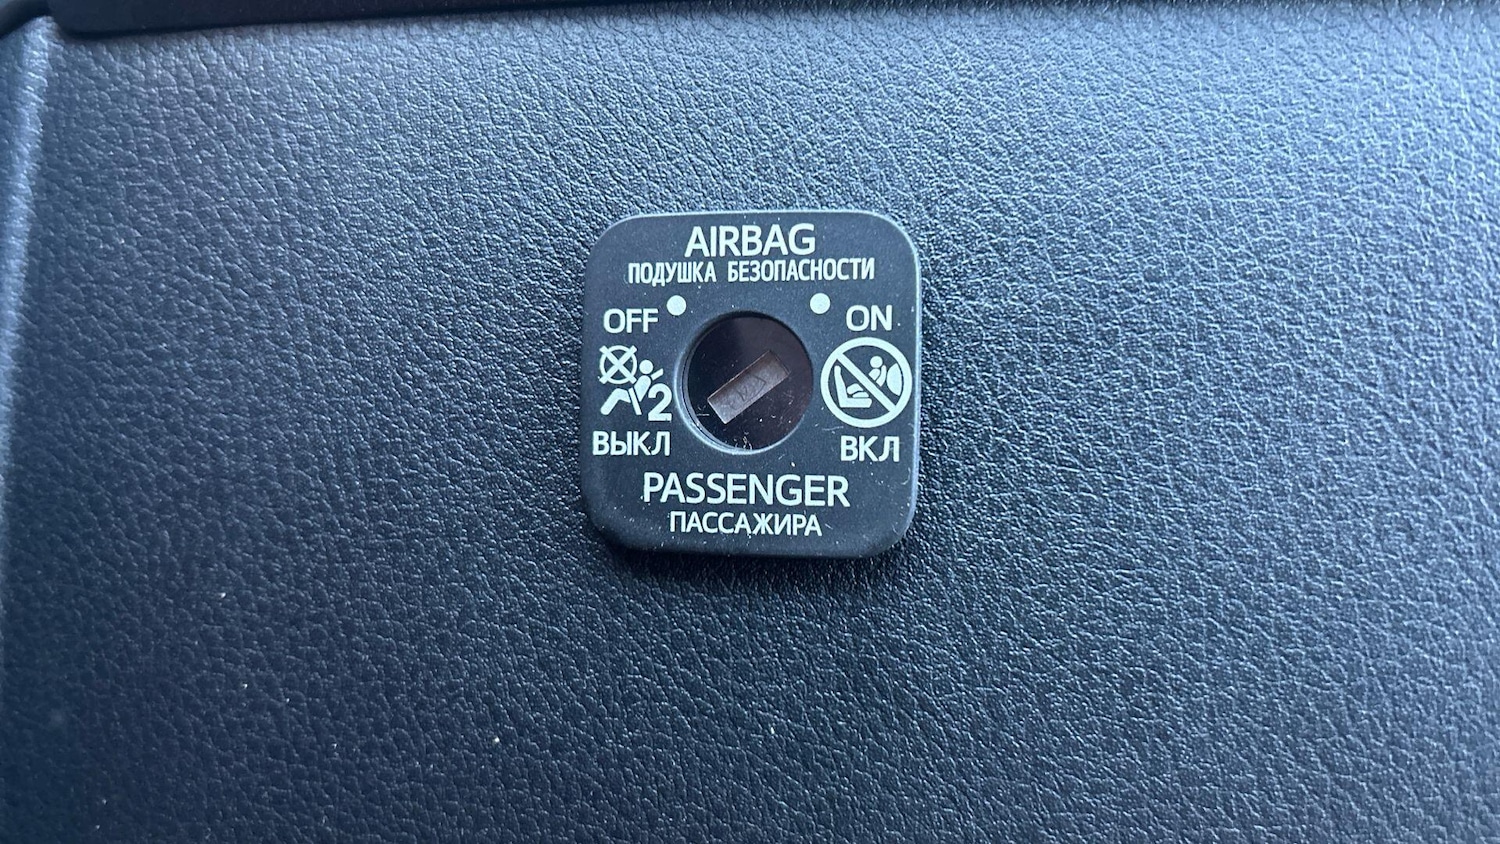 AIRBAG
ПОДУШКА БЕЗОПАСНОСТИ
OFF ON
2
ВЫКЛ ВКЛ
PASSENGER
ПАССАЖИРА